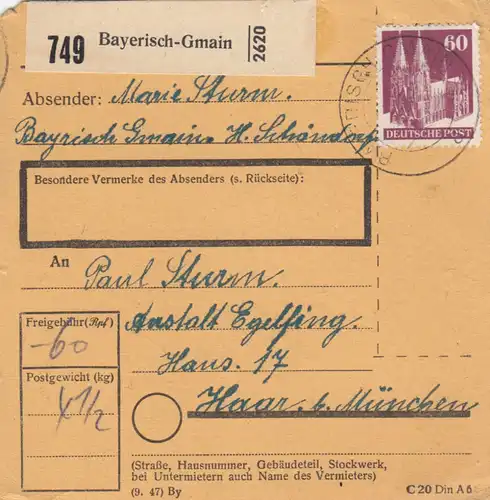 749 Bayerisch-Gmain 2620
60
DEUTSCHE POST
Absender: Marie Sturm.
Bayrisch Gmain. H. Schöndorf
Besondere Vermerke des Absenders (s. Rückseite):
An Paul Sturm.
Anstalt Egelfing.
Haus. 17
Haar. b. München
Freigebühr (Rpf)
-60
Postgewicht (kg)
(Straße, Hausnummer, Gebäudeteil, Stockwerk,
bei Untermietern auch Name des Vermieters)
(9. 47) By
C 20 Din A 6